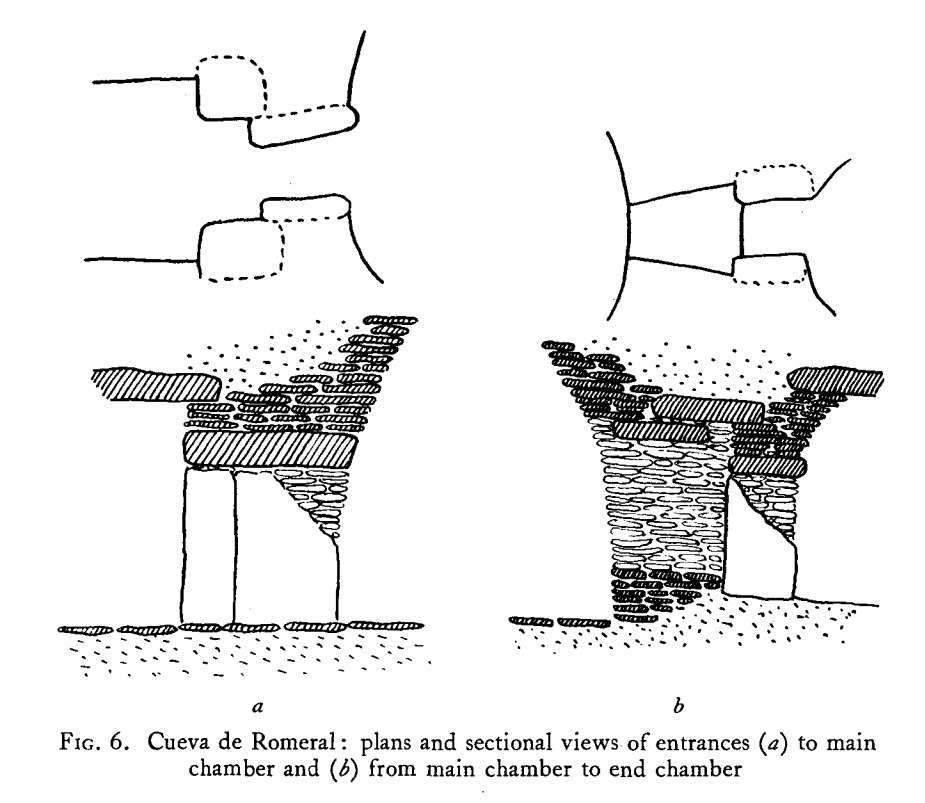 a
b
FIG. 6. Cueva de Romeral: plans and sectional views of entrances (a) to main
chamber and (b) from main chamber to end chamber